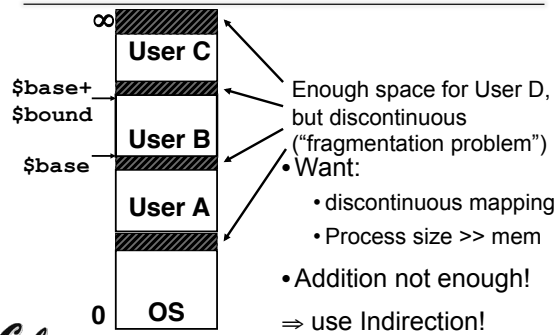 ∞
User C
$base+
$bound
User B
$base
User A
0
OS
Enough space for User D,
but discontinuous
("fragmentation problem")
•Want:
• discontinuous mapping
• Process size >> mem
•Addition not enough!
⇒ use Indirection!
Cal